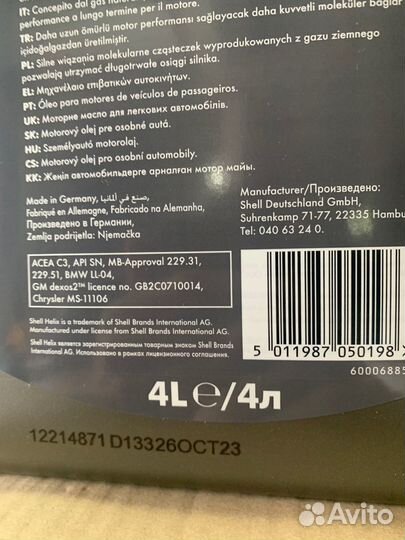 IT: Concepito dal gas natural
performance a lungo termine per il motore.
TR: Daha uzun ömürlü motor performansı sağlayacak daha kuvvetli moleküler bağlar
içidoğalgazdan üretilmiştir.
PL: Silne wiązania molekularne cząsteczek wyprodukowanych z gazu ziemnego
pozwalają utrzymać długotrwałe osiągi silnika.
EL: Μηχανέλαιο επιβατικών αυτοκινήτων.
PT: Óleo para motores de veículos de passageiros.
UK: Моторне масло для легкових автомобілів.
SK: Motorový olej pre osobné autá.
HU: Személyautó motorolaj.
CS: Motorový olej pro osobní automobily.
KK: Жеңіл автомобильдерге арналған мотор майы.
Made in Germany, صنع في ألمانيا,
Fabriqué en Allemagne, Fabricado na Alemanha,
Произведено в Германии,
Zemlja podrijetla: Njemačka
Manufacturer/Произведено:
Shell Deutschland GmbH,
Suhrenkamp 71-77, 22335 Hambu
Tel: 040 63 24 0.
ACEA C3, API SN, MB-Approval 229.31,
229.51, BMW LL-04,
GM dexos2™ licence no. GB2C0710014,
Chrysler MS-11106
Shell Helix is a trademark of Shell Brands International AG.
Manufactured under license from Shell Brands International AG.
Shell Helix является зарегистрированным товарным знаком Shell Brands
International AG. Использовано в рамках лицензионного соглашения.
5 011987 050198
60006885
4L℮/4л
12214871 D13326OCT23
Avito